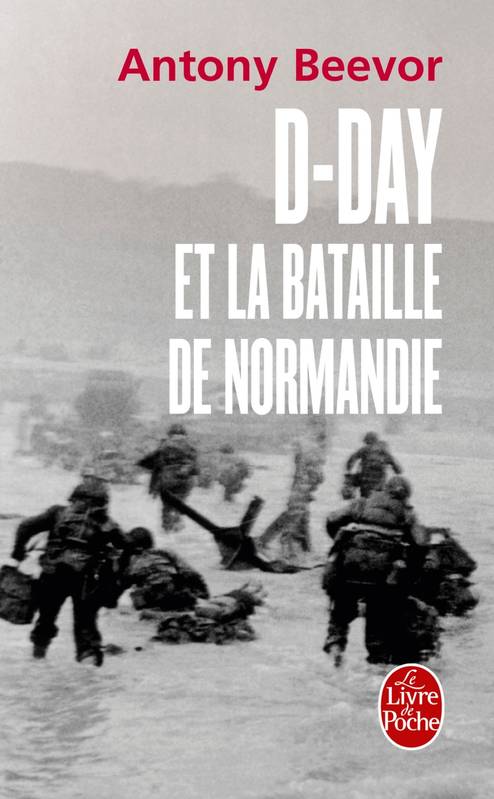 Antony Beevor
D-DAY
ET LA BATAILLE
DE NORMANDIE
Le
Livre
de
Poche